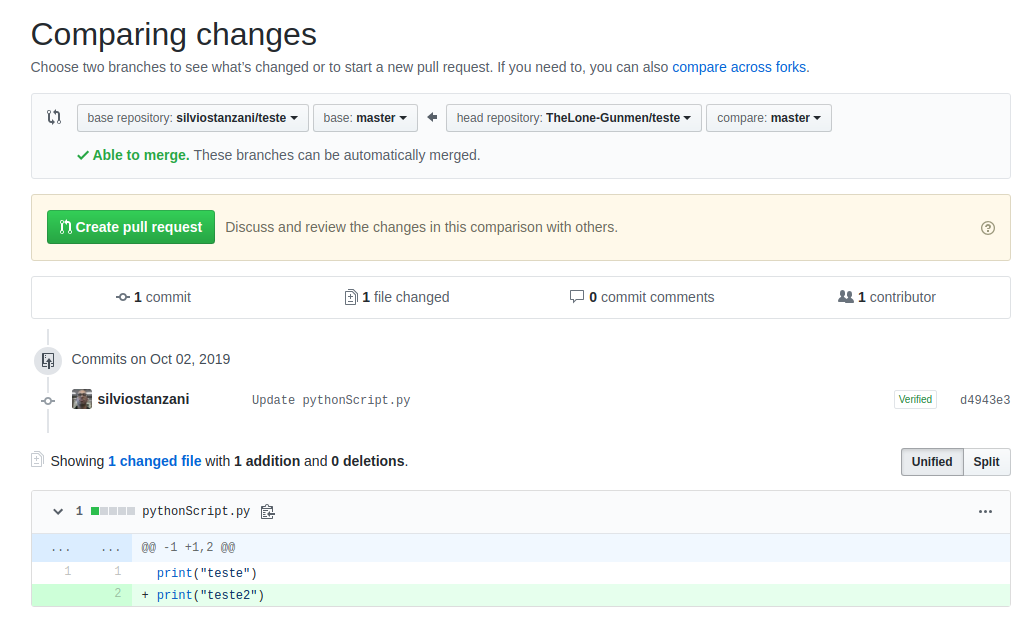 Comparing changes
Choose two branches to see what's changed or to start a new pull request. If you need to, you can also compare across forks.
base repository: silviostanzani/teste base: master head repository: TheLone-Gunmen/teste compare: master
Able to merge. These branches can be automatically merged.
Create pull request Discuss and review the changes in this comparison with others.
1 commit 1 file changed 0 commit comments 1 contributor
Commits on Oct 02, 2019
silviostanzani Update pythonScript.py Verified d4943e3
Showing 1 changed file with 1 addition and 0 deletions. Unified Split
1 pythonScript.py ...
... ... @@ -1 +1,2 @@
1 1 print("teste")
2 + print("teste2")